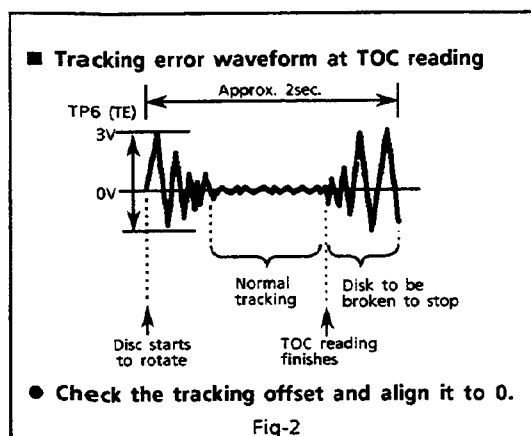 ■ Tracking error waveform at TOC reading
Approx. 2sec.
TP6 (TE)
3V
0V
Normal
tracking
Disk to be
broken to stop
Disc starts
to rotate
TOC reading
finishes
● Check the tracking offset and align it to 0.
Fig-2